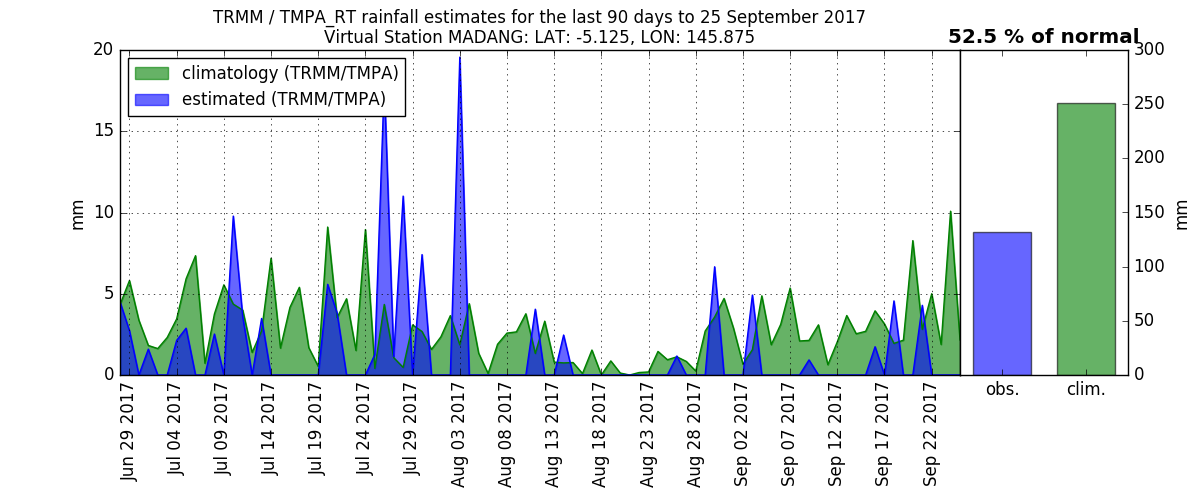 TRMM / TMPA_RT rainfall estimates for the last 90 days to 25 September 2017
Virtual Station MADANG: LAT: -5.125, LON: 145.875
52.5 % of normal
climatology (TRMM/TMPA)
estimated (TRMM/TMPA)
20
15
10
5
0
mm
300
250
200
150
100
50
0
mm
Jun 29 2017
Jul 04 2017
Jul 09 2017
Jul 14 2017
Jul 19 2017
Jul 24 2017
Jul 29 2017
Aug 03 2017
Aug 08 2017
Aug 13 2017
Aug 18 2017
Aug 23 2017
Aug 28 2017
Sep 02 2017
Sep 07 2017
Sep 12 2017
Sep 17 2017
Sep 22 2017
obs.
clim.